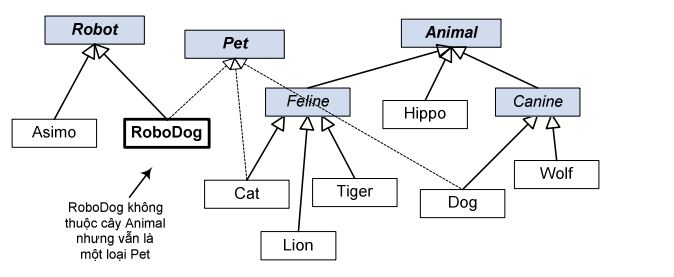 Robot
Pet
Animal
Feline
Hippo
Canine
Asimo
RoboDog
Cat
Tiger
Dog
Wolf
Lion
RoboDog không
thuộc cây Animal
nhưng vẫn là
một loại Pet